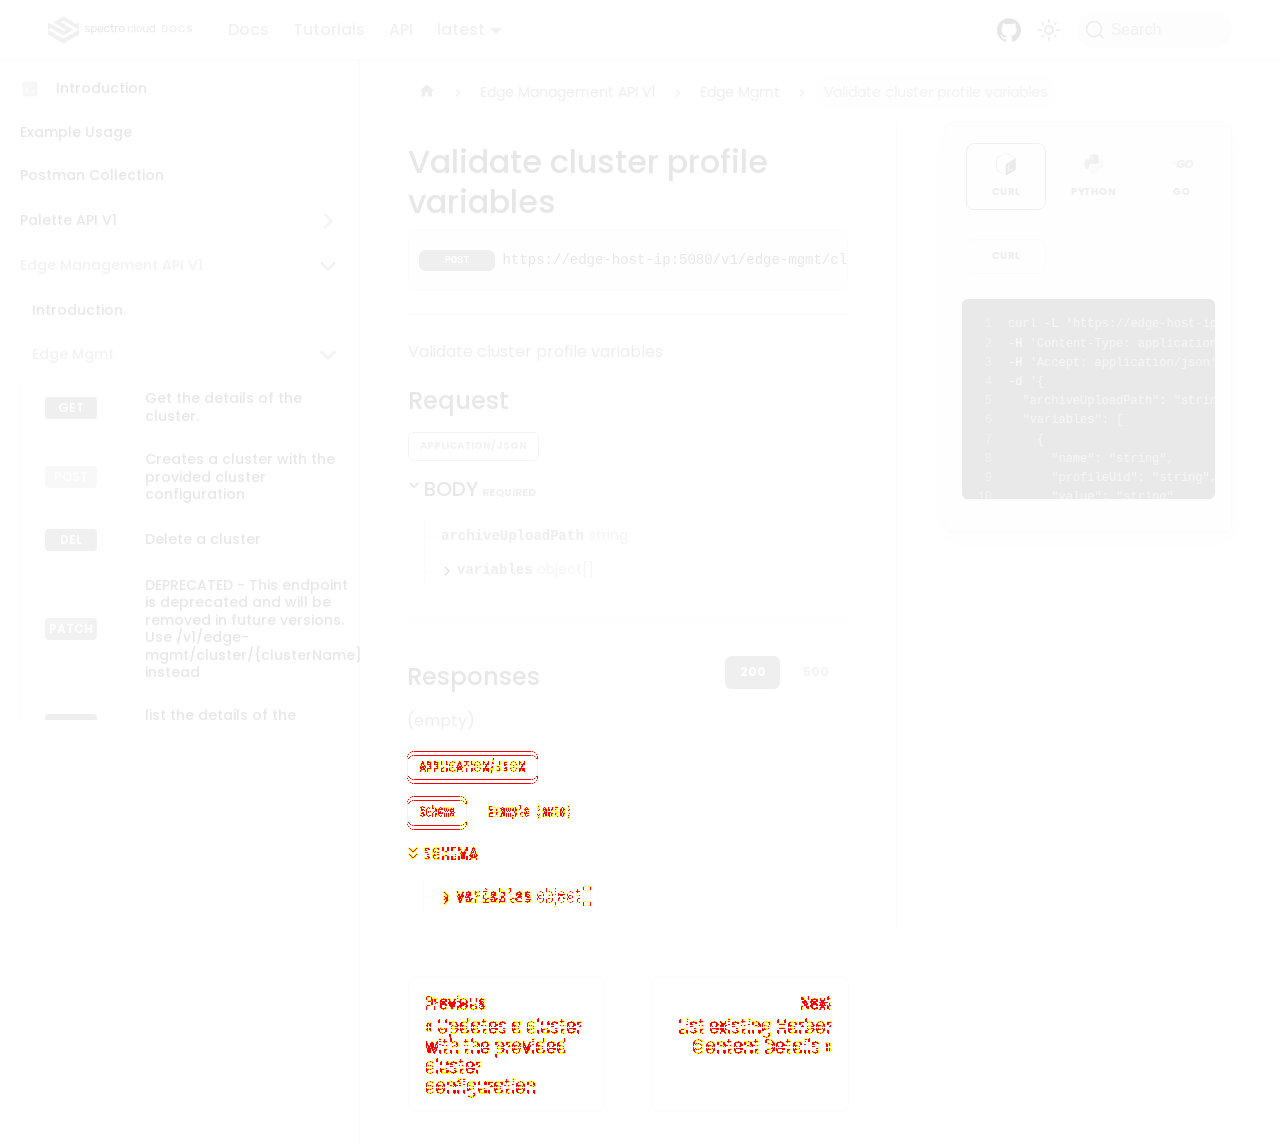 spectro cloud DOCS Docs Tutorials API latest Search
Introduction
Example Usage
Postman Collection
Palette API V1
Edge Management API V1
Introduction
Edge Mgmt
GET Get the details of the
cluster.
POST Creates a cluster with the
provided cluster
configuration
DEL Delete a cluster
PATCH DEPRECATED - This endpoint
is deprecated and will be
removed in future versions.
Use /v1/edge-
mgmt/cluster/{clusterName}
instead
list the details of the
Edge Management API V1 › Edge Mgmt › Validate cluster profile variables
Validate cluster profile
variables
POST https://edge-host-ip:5080/v1/edge-mgmt/cl
Validate cluster profile variables
Request
APPLICATION/JSON
BODY REQUIRED
archiveUploadPath string
variables object[]
Responses
200 500
(empty)
APPLICATION/JSON
Schema Example (auto)
SCHEMA
variables object[]
Previous
« Updates a cluster
with the provided
cluster
configuration
Next
List existing Harbor
Content Details »
CURL PYTHON GO
CURL
1 curl -L 'https://edge-host-ip
2 -H 'Content-Type: application
3 -H 'Accept: application/json'
4 -d '{
5 "archiveUploadPath": "strin
6 "variables": [
7 {
8 "name": "string",
9 "profileUid": "string",
10 "value": "string"